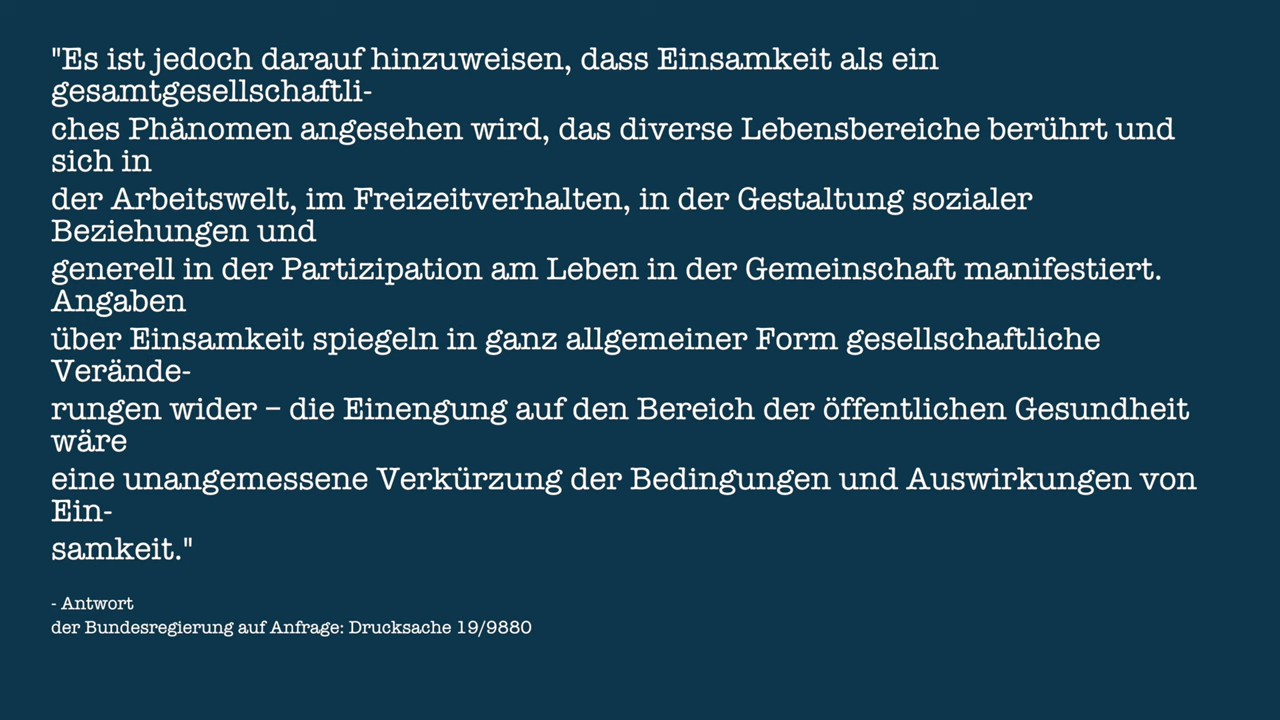 "Es ist jedoch darauf hinzuweisen, dass Einsamkeit als ein
gesamtgesellschaftli-
ches Phänomen angesehen wird, das diverse Lebensbereiche berührt und
sich in
der Arbeitswelt, im Freizeitverhalten, in der Gestaltung sozialer
Beziehungen und
generell in der Partizipation am Leben in der Gemeinschaft manifestiert.
Angaben
über Einsamkeit spiegeln in ganz allgemeiner Form gesellschaftliche
Verände-
rungen wider – die Einengung auf den Bereich der öffentlichen Gesundheit
wäre
eine unangemessene Verkürzung der Bedingungen und Auswirkungen von
Ein-
samkeit."
- Antwort
der Bundesregierung auf Anfrage: Drucksache 19/9880